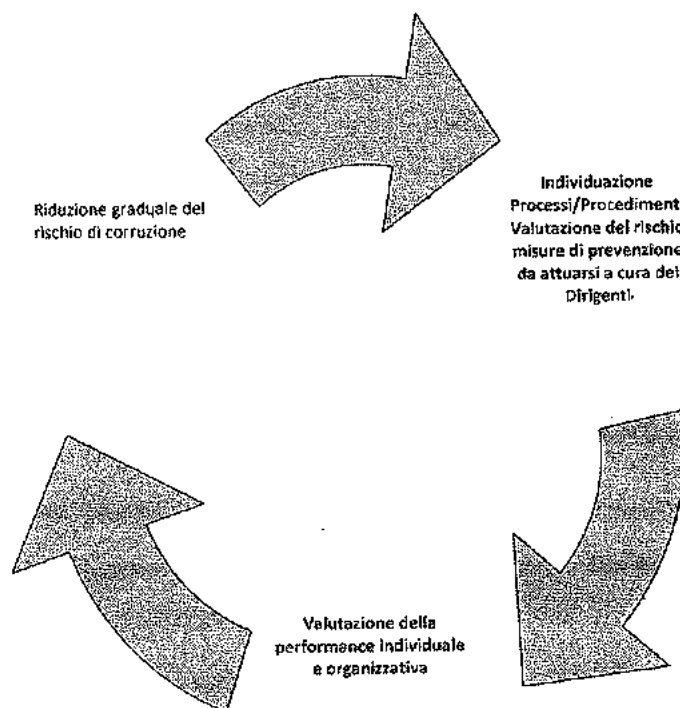 Riduzione graduale del
rischio di corruzione
Individuazione
Processi/Procediment
Valutazione del rischio
misure di prevenzione
da attuarsi a cura dei
Dirigenti.
Valutazione della
performance individuale
e organizzativa